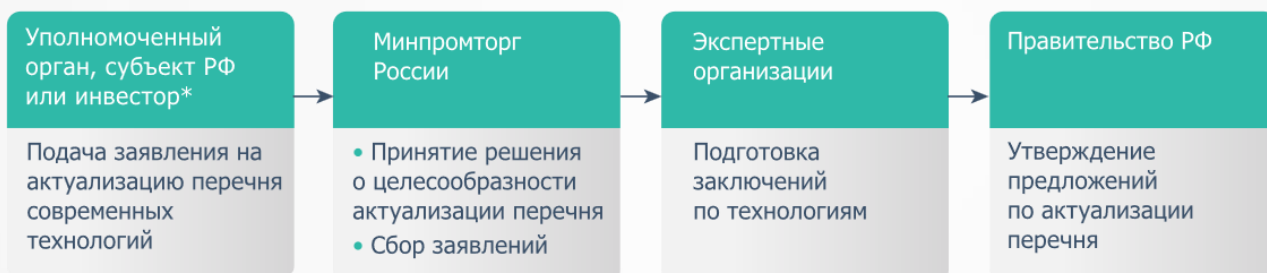 Уполномоченный
орган, субъект РФ
или инвестор*
Подача заявления на
актуализацию перечня
современных
технологий
Минпромторг
России
• Принятие решения
о целесообразности
актуализации перечня
• Сбор заявлений
Экспертные
организации
Подготовка
заключений
по технологиям
Правительство РФ
Утверждение
предложений
по актуализации
перечня